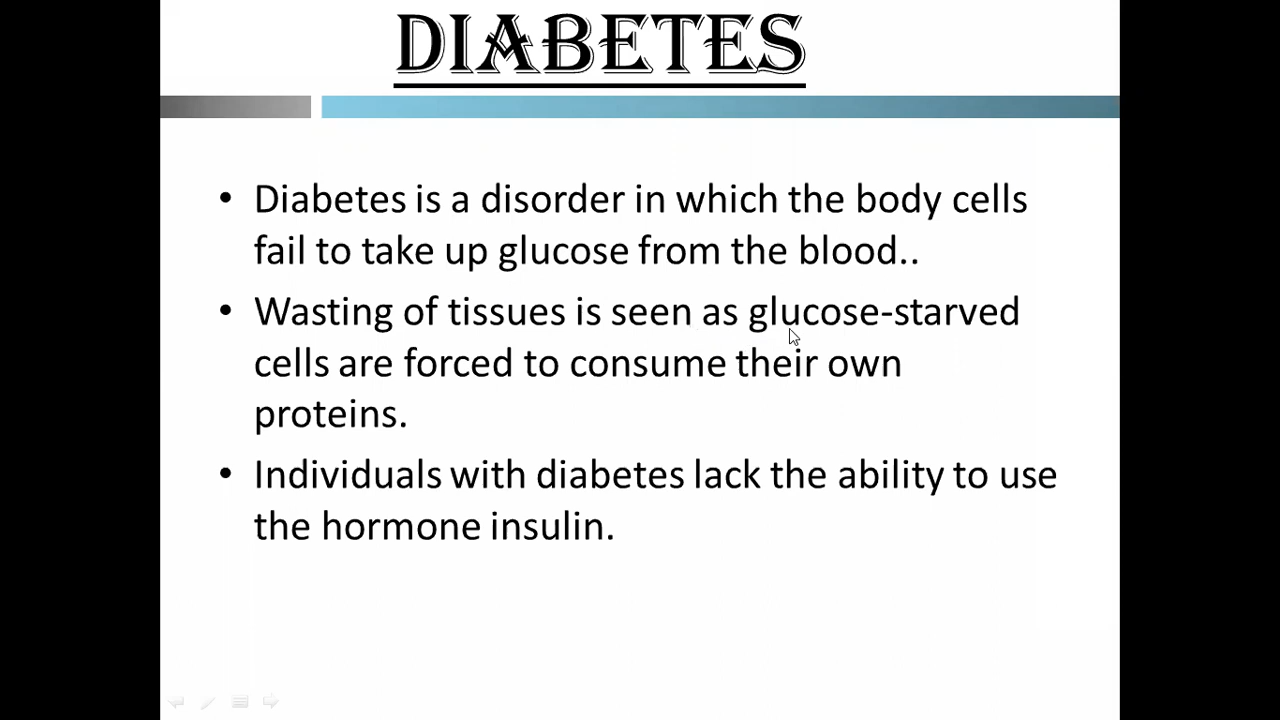 DIABETES
• Diabetes is a disorder in which the body cells
fail to take up glucose from the blood..
• Wasting of tissues is seen as glucose-starved
cells are forced to consume their own
proteins.
• Individuals with diabetes lack the ability to use
the hormone insulin.